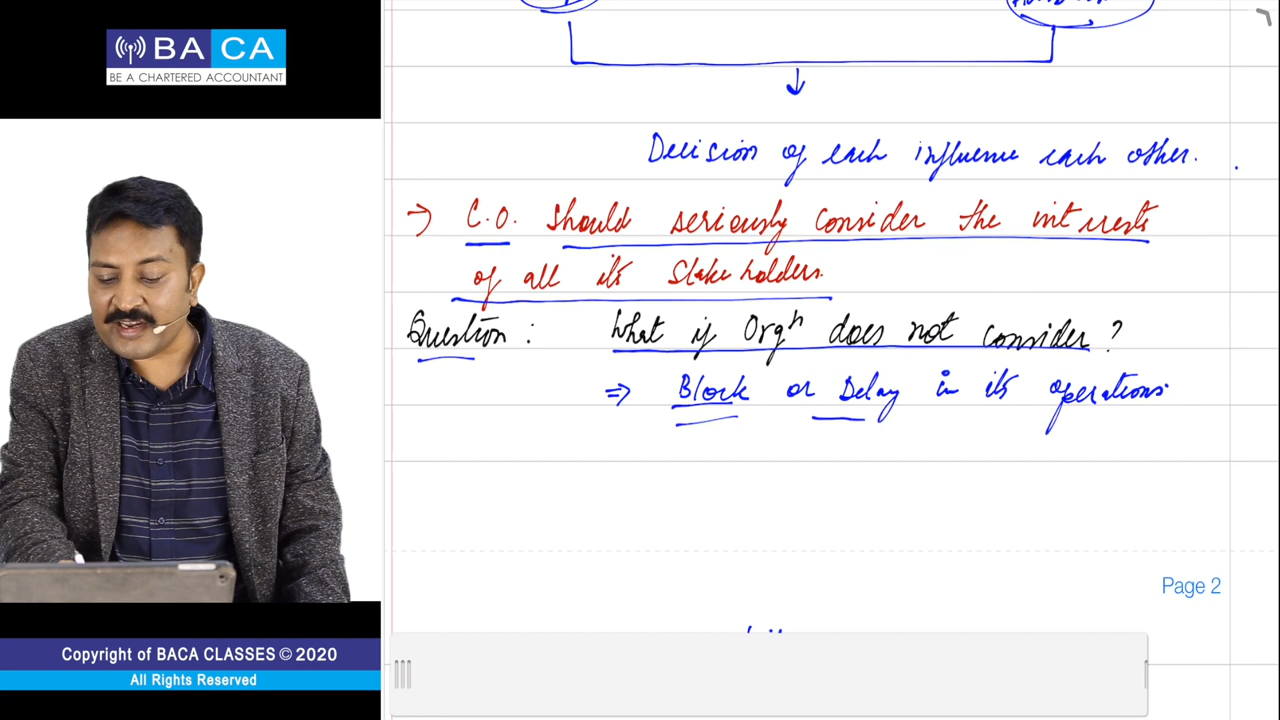 BACA
BE A CHARTERED ACCOUNTANT
Decision of each influence each other.
→ C.O. should seriously consider the interests
of all its stakeholders.
Question : What if Orgn does not consider ?
⇒ Block or Delay in its operations.
Page 2
Copyright of BACA CLASSES © 2020
All Rights Reserved